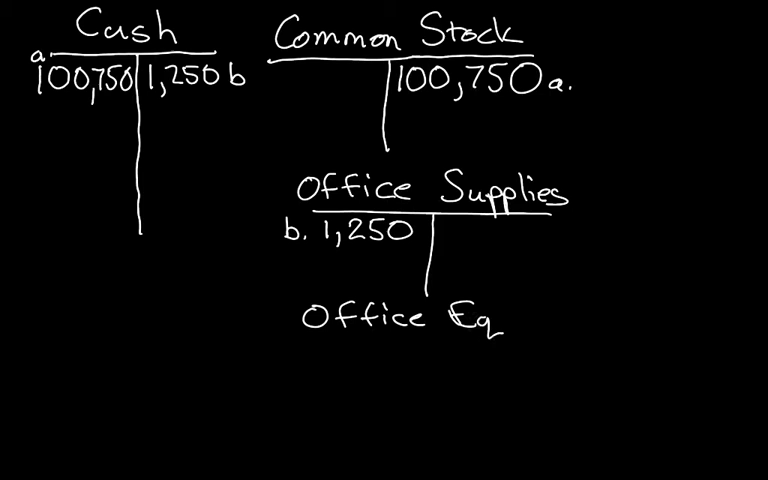 Cash
a
100,750 1,250 b
Common Stock
100,750 a.
Office Supplies
b. 1,250
Office Eq